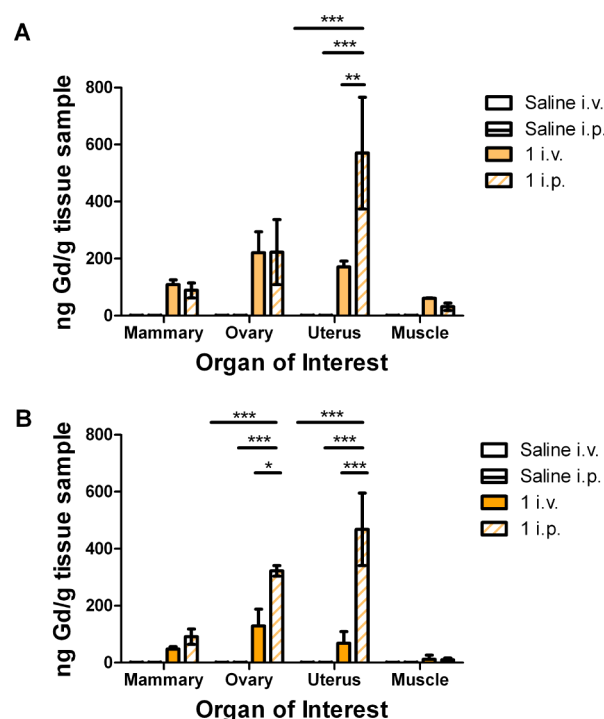 A
***
***
**
800
600
400
200
0
ng Gd/g tissue sample
Mammary Ovary Uterus Muscle
Organ of Interest
Saline i.v.
Saline i.p.
1 i.v.
1 i.p.
B
*** ***
*** ***
* ***
800
600
400
200
0
ng Gd/g tissue sample
Mammary Ovary Uterus Muscle
Organ of Interest
Saline i.v.
Saline i.p.
1 i.v.
1 i.p.